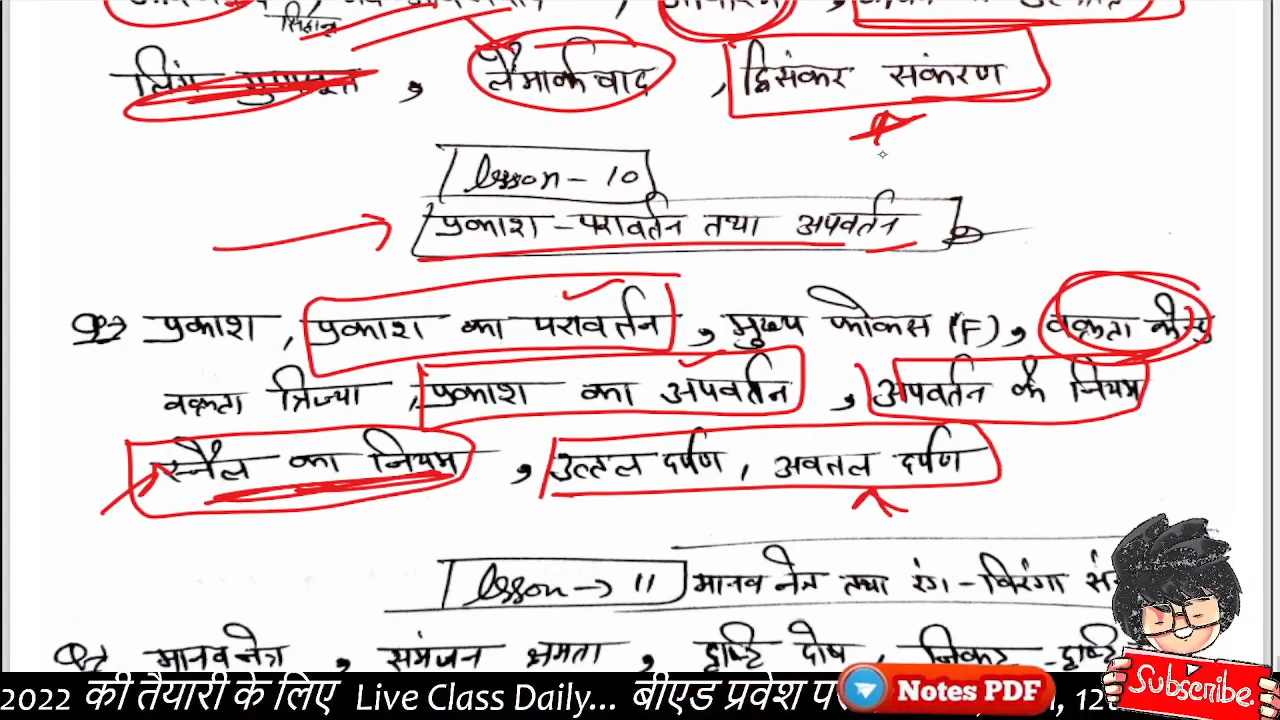 सिद्धान्त
लिंग गुणसूत्र , लैमार्कवाद , द्विसंकर संकरण
lesson - 10
प्रकाश - परावर्तन तथा अपवर्तन
Q⇒ प्रकाश , प्रकाश का परावर्तन , मुख्य फोकस (F) , वक्रता केन्द्र
वक्रता त्रिज्या , प्रकाश का अपवर्तन , अपवर्तन के नियम
स्नैल का नियम , उत्तल दर्पण , अवतल दर्पण
lesson → 11 मानव नेत्र तथा रंग - बिरंगा
Q⇒ मानव नेत्र , समंजन क्षमता , दृष्टि दोष , निकट - दृष्टि
2022 की तैयारी के लिए Live Class Daily... बीएड प्रवेश
Notes PDF
Subscribe